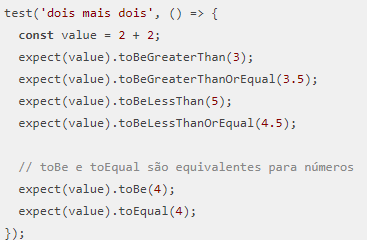 test('dois mais dois', () => {
  const value = 2 + 2;
  expect(value).toBeGreaterThan(3);
  expect(value).toBeGreaterThanOrEqual(3.5);
  expect(value).toBeLessThan(5);
  expect(value).toBeLessThanOrEqual(4.5);

  // toBe e toEqual são equivalentes para números
  expect(value).toBe(4);
  expect(value).toEqual(4);
});